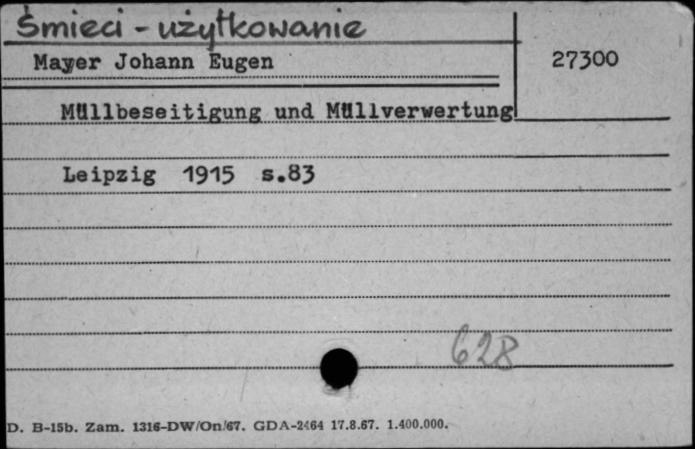 Śmieci - użytkowanie
Mayer Johann Eugen 27300
Müllbeseitigung und Müllverwertung
Leipzig 1915 s.83
628
D. B-15b. Zam. 1316-DW/On/67. GDA-2464 17.8.67. 1.400.000.